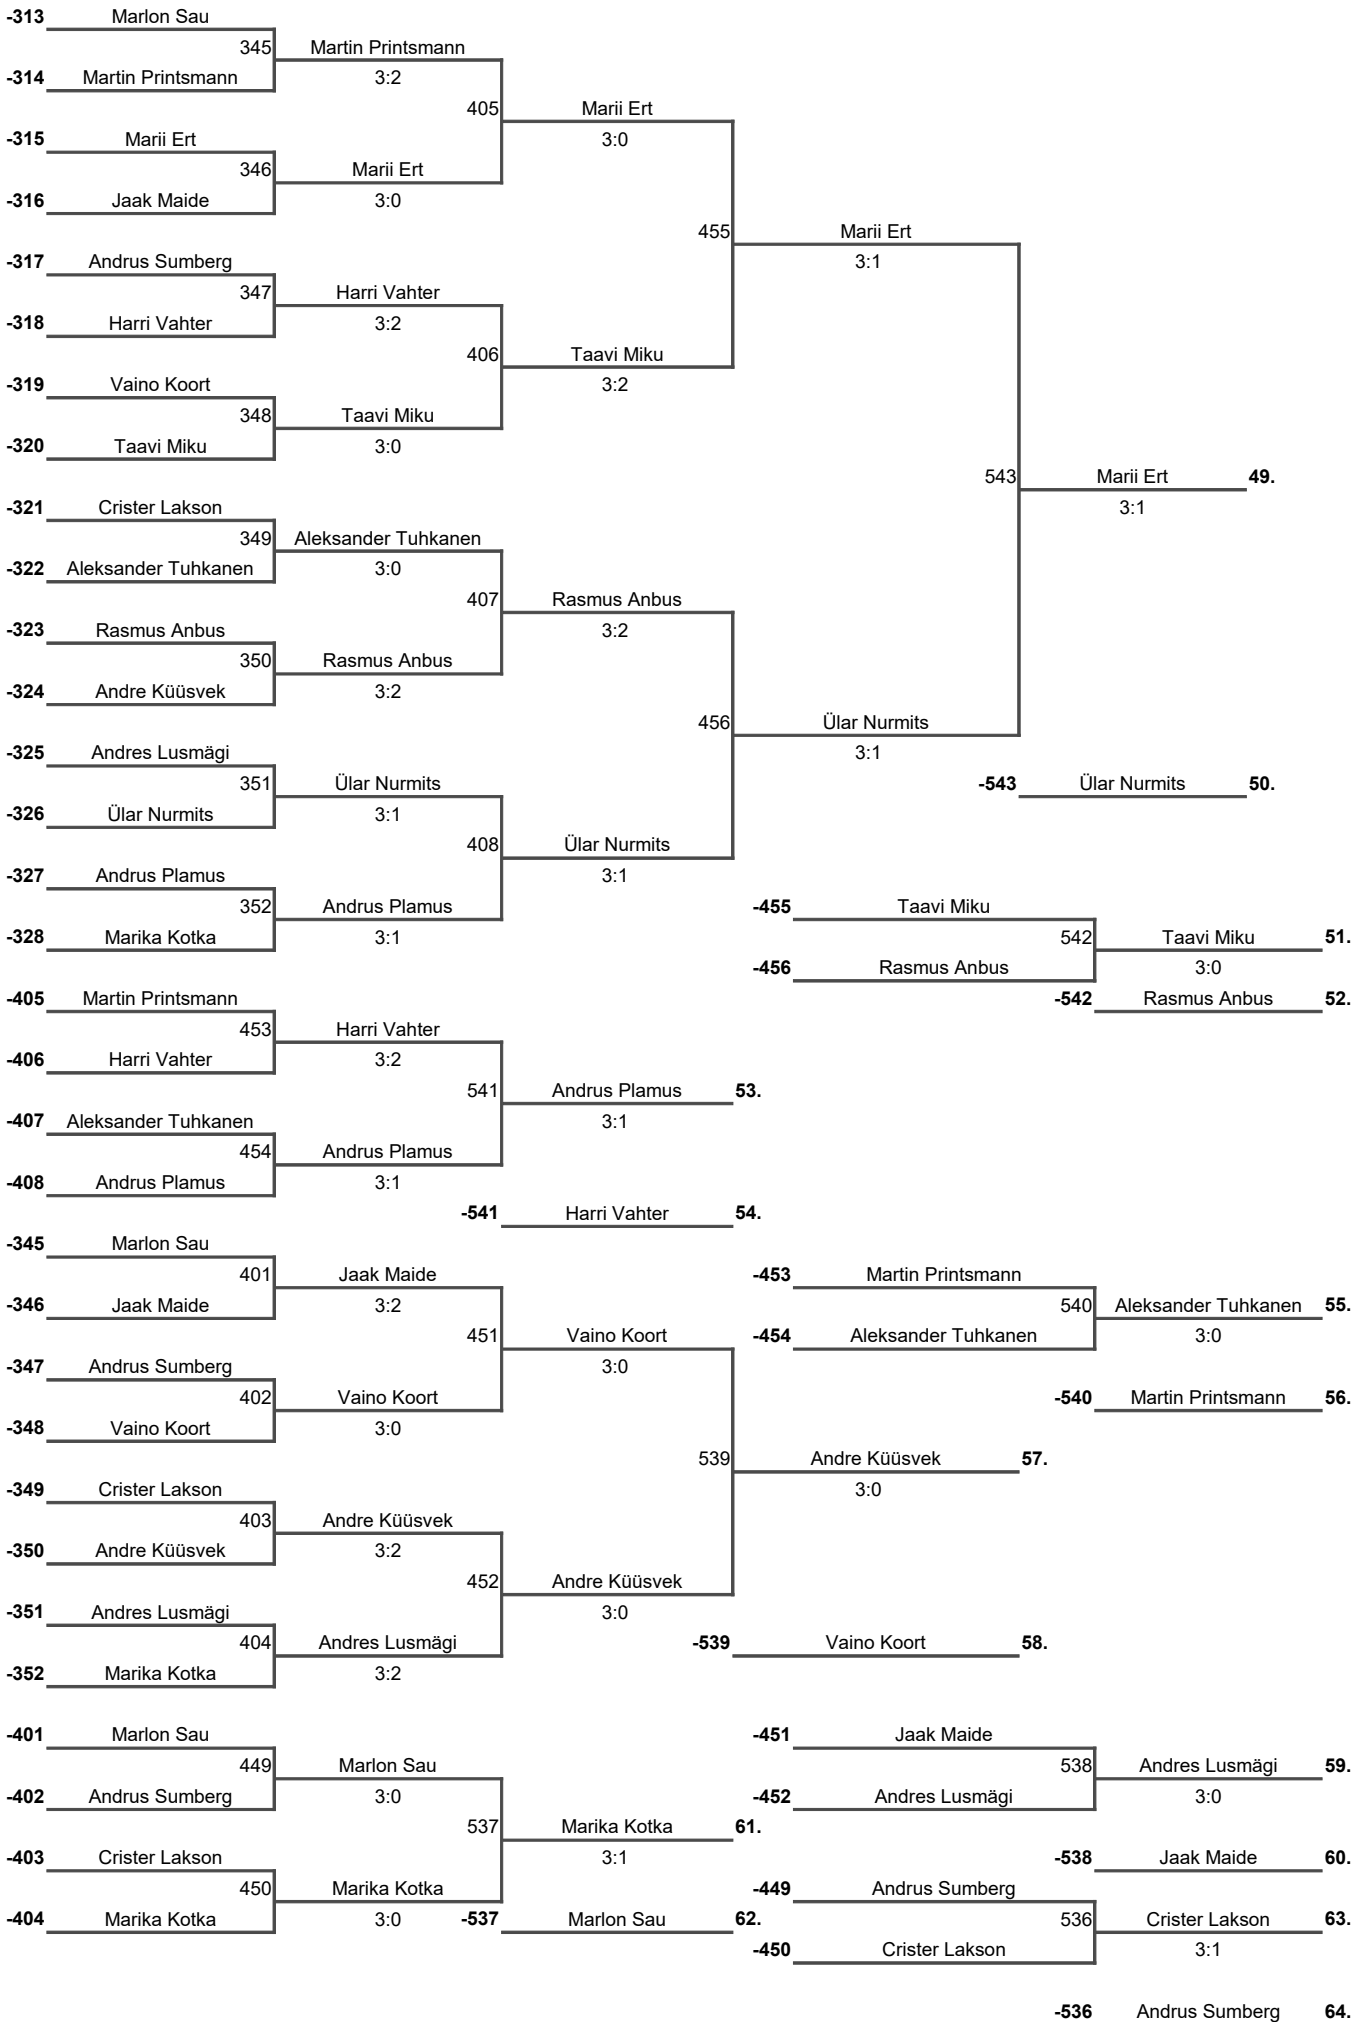 -313 Marlon Sau
345 Martin Printsmann
-314 Martin Printsmann 3:2
405 Marii Ert
-315 Marii Ert 3:0
346 Marii Ert
-316 Jaak Maide 3:0
455 Marii Ert
-317 Andrus Sumberg 3:1
347 Harri Vahter
-318 Harri Vahter 3:2
406 Taavi Miku
-319 Vaino Koort 3:2
348 Taavi Miku
-320 Taavi Miku 3:0
543 Marii Ert 49.
-321 Crister Lakson 3:1
349 Aleksander Tuhkanen
-322 Aleksander Tuhkanen 3:0
407 Rasmus Anbus
-323 Rasmus Anbus 3:2
350 Rasmus Anbus
-324 Andre Küüsvek 3:2
456 Ülar Nurmits
-325 Andres Lusmägi 3:1
351 Ülar Nurmits -543 Ülar Nurmits 50.
-326 Ülar Nurmits 3:1
408 Ülar Nurmits
-327 Andrus Plamus 3:1
352 Andrus Plamus -455 Taavi Miku
-328 Marika Kotka 3:1 542 Taavi Miku 51.
-456 Rasmus Anbus 3:0
-405 Martin Printsmann -542 Rasmus Anbus 52.
453 Harri Vahter
-406 Harri Vahter 3:2
541 Andrus Plamus 53.
-407 Aleksander Tuhkanen 3:1
454 Andrus Plamus
-408 Andrus Plamus 3:1
-541 Harri Vahter 54.
-345 Marlon Sau
401 Jaak Maide -453 Martin Printsmann
-346 Jaak Maide 3:2 540 Aleksander Tuhkanen 55.
451 Vaino Koort -454 Aleksander Tuhkanen 3:0
-347 Andrus Sumberg 3:0
402 Vaino Koort -540 Martin Printsmann 56.
-348 Vaino Koort 3:0
539 Andre Küüsvek 57.
-349 Crister Lakson 3:0
403 Andre Küüsvek
-350 Andre Küüsvek 3:2
452 Andre Küüsvek
-351 Andres Lusmägi 3:0
404 Andres Lusmägi -539 Vaino Koort 58.
-352 Marika Kotka 3:2
-401 Marlon Sau -451 Jaak Maide
449 Marlon Sau 538 Andres Lusmägi 59.
-402 Andrus Sumberg 3:0 -452 Andres Lusmägi 3:0
537 Marika Kotka 61.
-403 Crister Lakson 3:1 -538 Jaak Maide 60.
450 Marika Kotka -449 Andrus Sumberg
-404 Marika Kotka 3:0 -537 Marlon Sau 62. 536 Crister Lakson 63.
-450 Crister Lakson 3:1
-536 Andrus Sumberg 64.